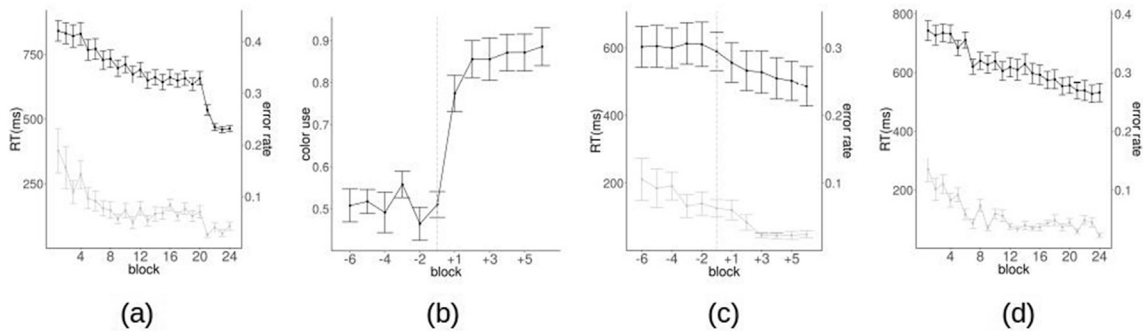 RT(ms)
750
500
250
4 8 12 16 20 24
block
0.4
0.3
0.2
0.1
error rate
(a)
color use
0.9
0.8
0.7
0.6
0.5
-6 -4 -2 +1 +3 +5
block
(b)
RT(ms)
600
400
200
-6 -4 -2 +1 +3 +5
block
0.3
0.2
0.1
error rate
(c)
RT(ms)
800
600
400
200
4 8 12 16 20 24
block
0.4
0.3
0.2
0.1
error rate
(d)